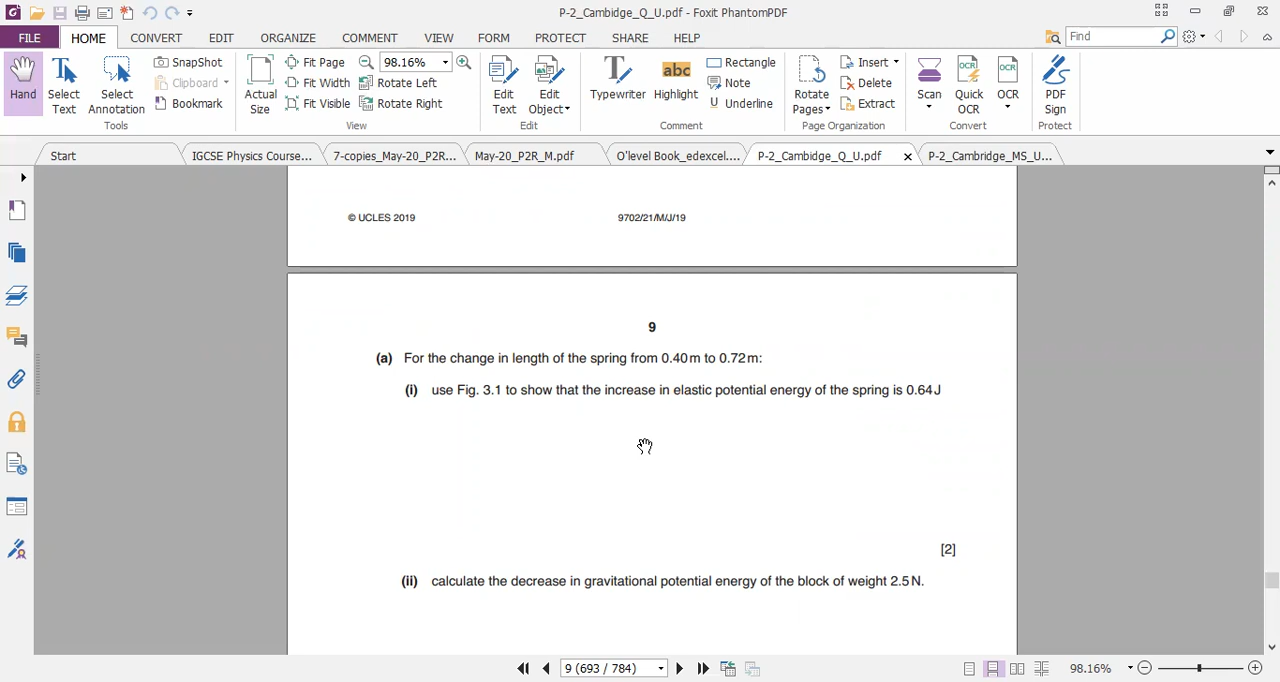 P-2_Cambidge_Q_U.pdf - Foxit PhantomPDF
FILE HOME CONVERT EDIT ORGANIZE COMMENT VIEW FORM PROTECT SHARE HELP Find
Hand
Select Text
Select Annotation
SnapShot
Clipboard
Bookmark
Tools
Actual Size
Fit Page
Fit Width
Fit Visible
98.16%
Rotate Left
Rotate Right
View
Edit Text
Edit Object
Edit
Typewriter
abc
Highlight
Rectangle
Note
Underline
Comment
Rotate Pages
Insert
Delete
Extract
Page Organization
Scan
OCR
Quick OCR
OCR
OCR
Convert
PDF Sign
Protect
Start IGCSE Physics Course... 7-copies_May-20_P2R... May-20_P2R_M.pdf O'level Book_edexcel.... P-2_Cambidge_Q_U.pdf P-2_Cambridge_MS_U...
© UCLES 2019 9702/21/M/J/19
9
(a) For the change in length of the spring from 0.40 m to 0.72 m:
(i) use Fig. 3.1 to show that the increase in elastic potential energy of the spring is 0.64 J
[2]
(ii) calculate the decrease in gravitational potential energy of the block of weight 2.5 N.
9 (693 / 784) 98.16%